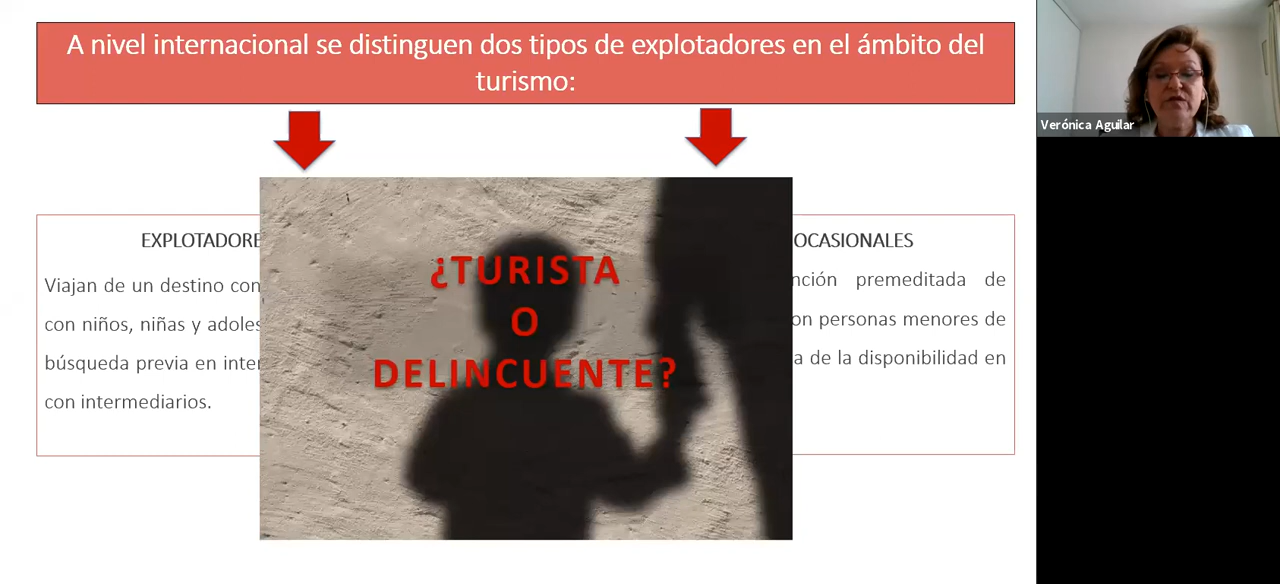 A nivel internacional se distinguen dos tipos de explotadores en el ámbito del
turismo:
Verónica Aguilar
EXPLOTADORE
Viajan de un destino con
con niños, niñas y adoles
búsqueda previa en inter
con intermediarios.
¿TURISTA
O
DELINCUENTE?
OCASIONALES
nción premeditada de
on personas menores de
a de la disponibilidad en